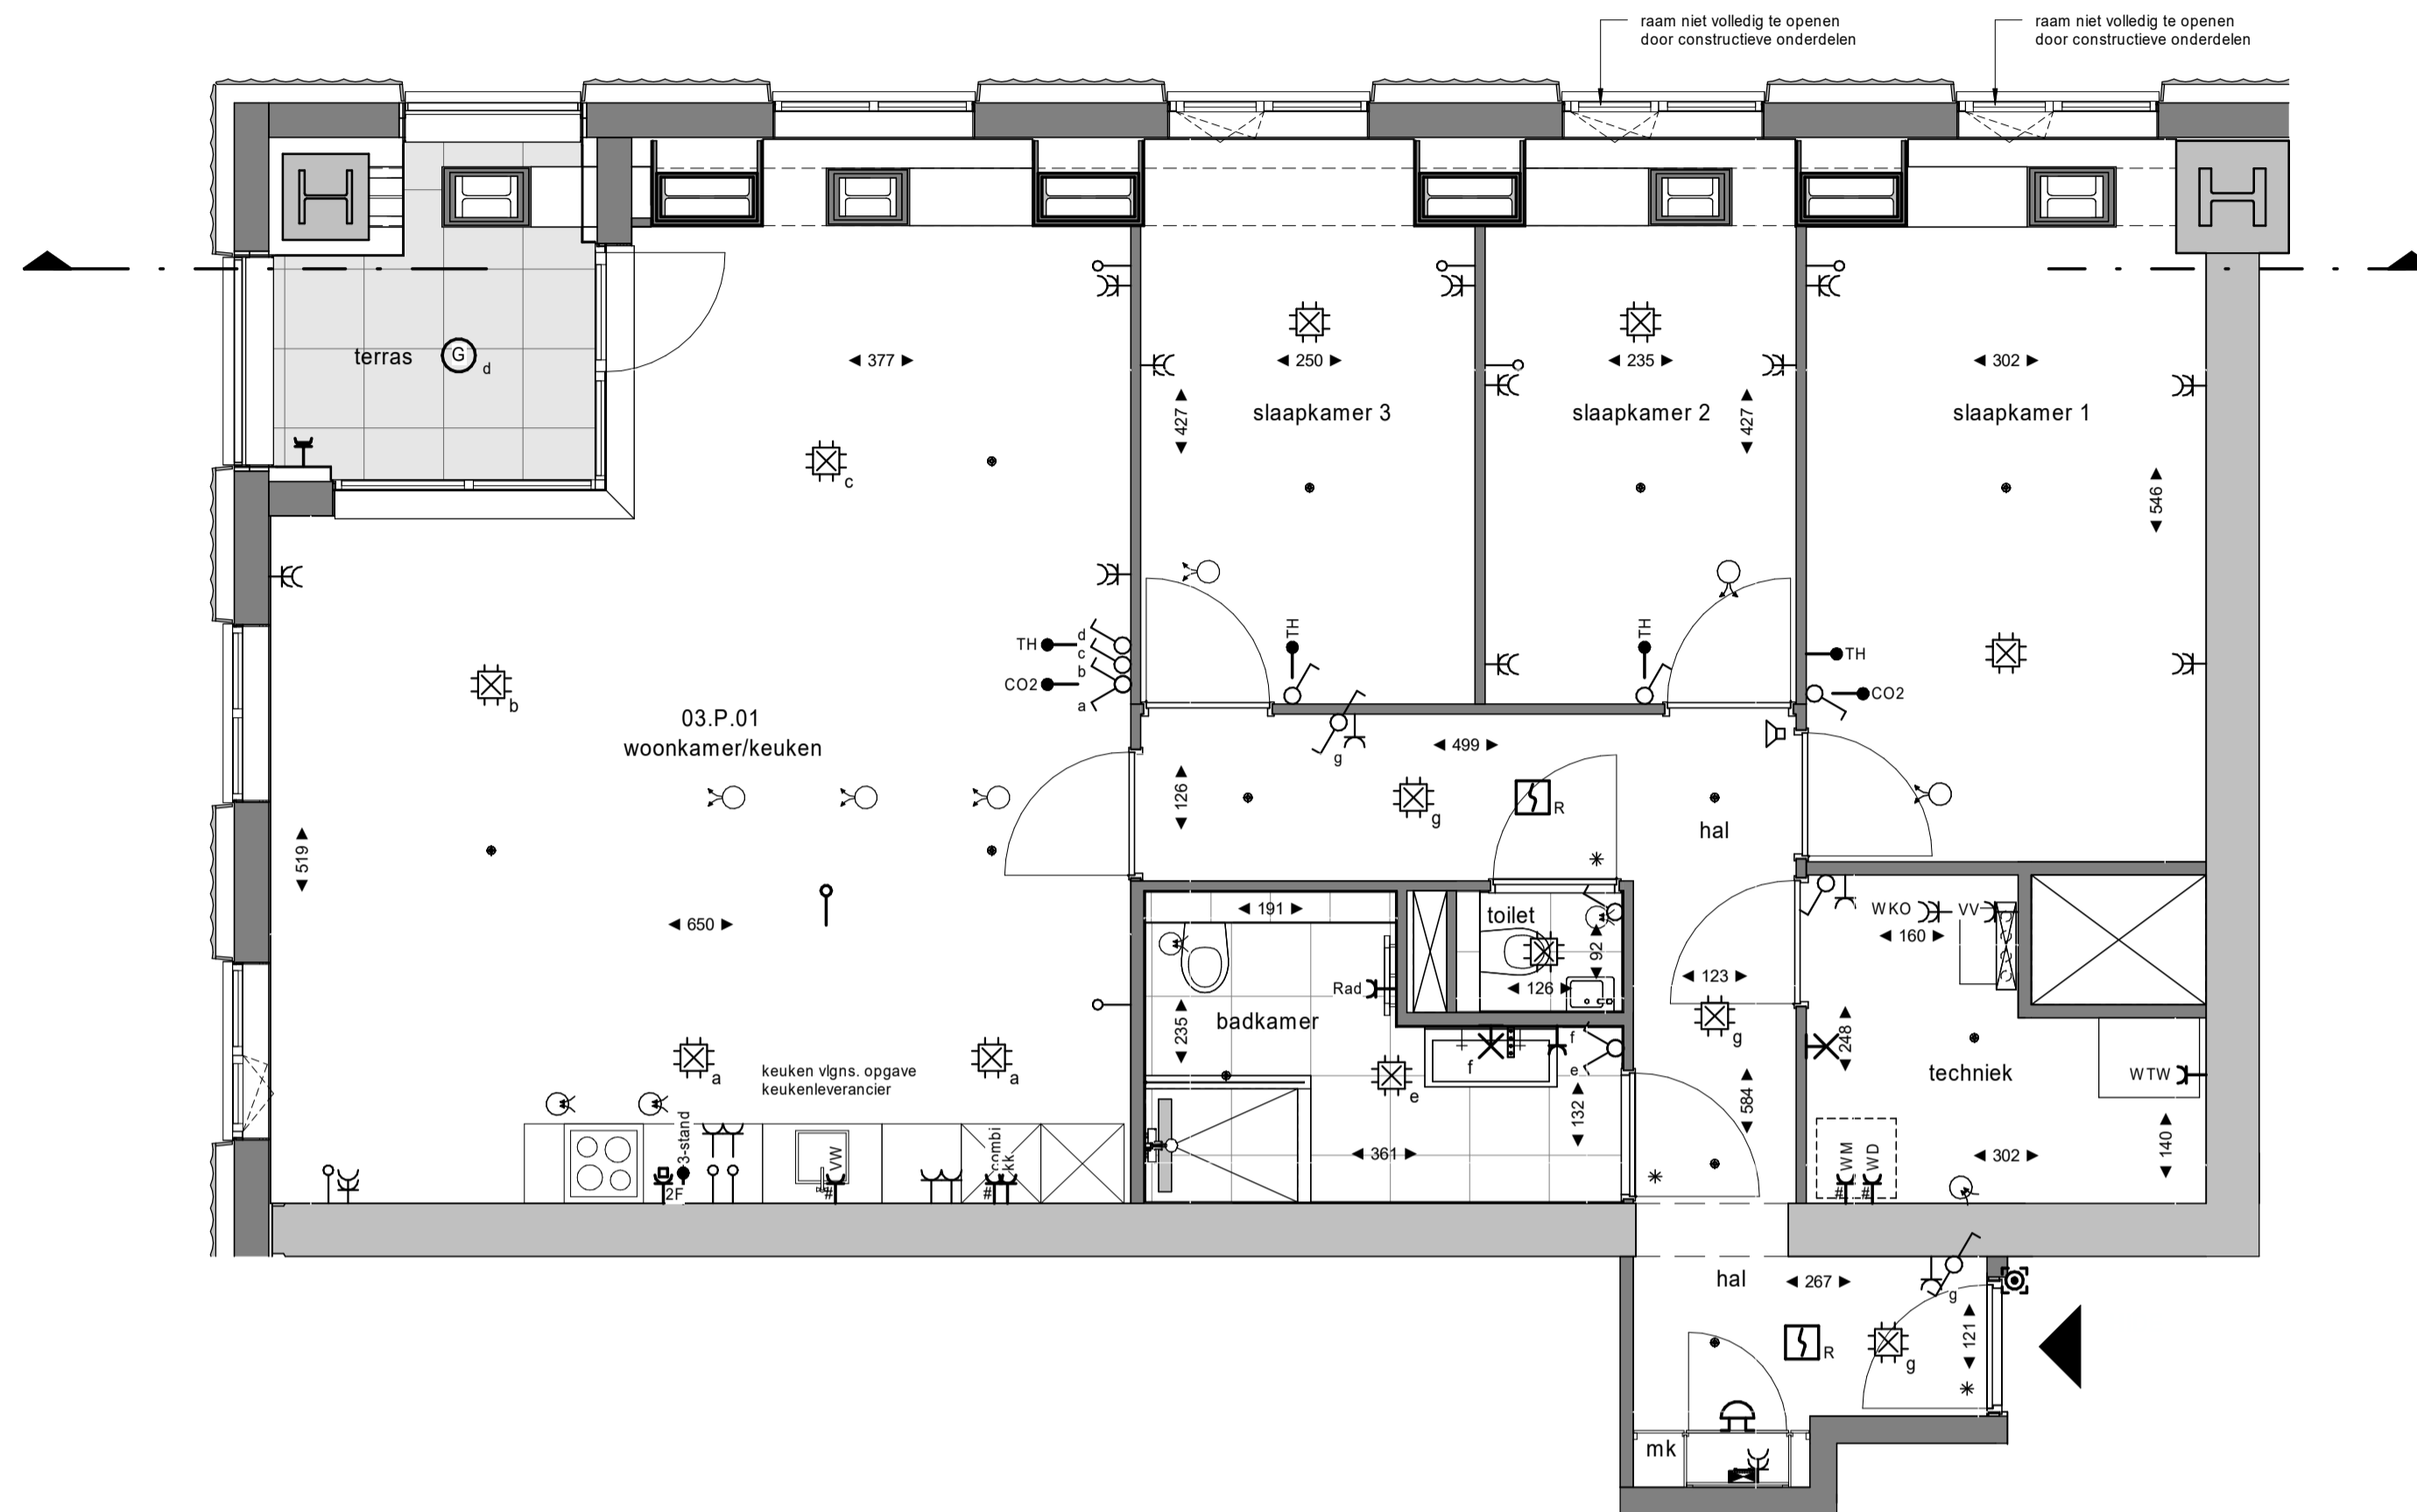 raam niet volledig te openen
door constructieve onderdelen
raam niet volledig te openen
door constructieve onderdelen
terras
G
d
377
250
235
302
427
slaapkamer 3
slaapkamer 2
427
slaapkamer 1
c
546
TH
d
c
b
CO2
a
TH
TH
TH
CO2
b
03.P.01
woonkamer/keuken
499
g
126
g
R
hal
519
650
191
toilet
92
126
Rad
badkamer
235
WKO
VV
160
123
g
248
techniek
WTW
a
a
keuken vlgns. opgave
keukenleverancier
f
f
e
e
132
584
361
3-stand
2F
VW
#
combi
kk
#
WM
WD
#
#
302
140
hal
267
g
121
R
g
mk